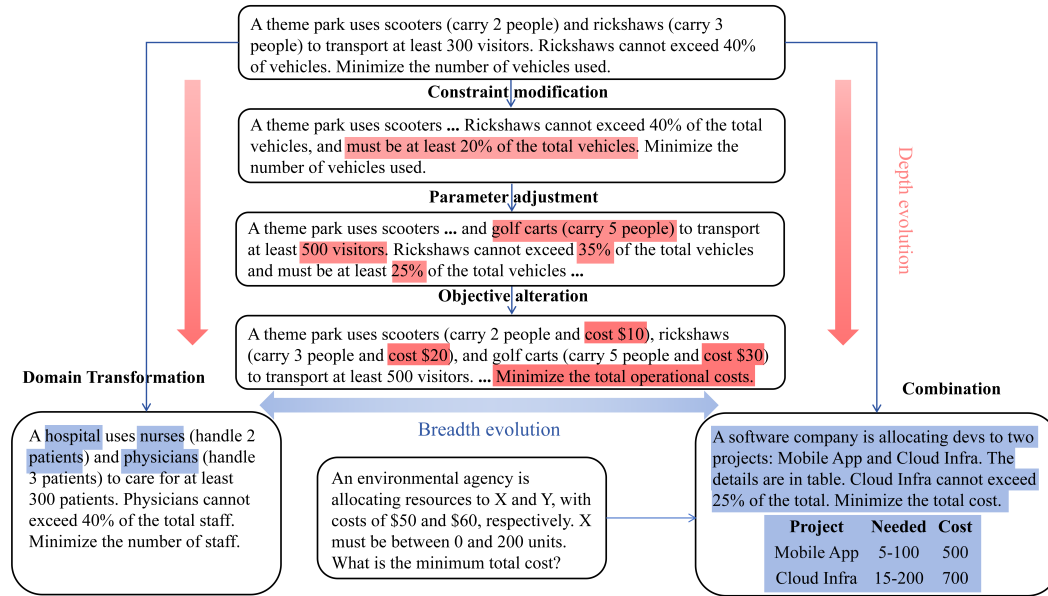 A theme park uses scooters (carry 2 people) and rickshaws (carry 3
people) to transport at least 300 visitors. Rickshaws cannot exceed 40%
of vehicles. Minimize the number of vehicles used.
Constraint modification
A theme park uses scooters ... Rickshaws cannot exceed 40% of the total
vehicles, and must be at least 20% of the total vehicles. Minimize the
number of vehicles used.
Parameter adjustment
A theme park uses scooters ... and golf carts (carry 5 people) to transport
at least 500 visitors. Rickshaws cannot exceed 35% of the total vehicles
and must be at least 25% of the total vehicles ...
Objective alteration
A theme park uses scooters (carry 2 people and cost $10), rickshaws
(carry 3 people and cost $20), and golf carts (carry 5 people and cost $30)
to transport at least 500 visitors. ... Minimize the total operational costs.
Depth evolution
Domain Transformation
Combination
Breadth evolution
A hospital uses nurses (handle 2
patients) and physicians (handle
3 patients) to care for at least
300 patients. Physicians cannot
exceed 40% of the total staff.
Minimize the number of staff.
An environmental agency is
allocating resources to X and Y, with
costs of $50 and $60, respectively. X
must be between 0 and 200 units.
What is the minimum total cost?
A software company is allocating devs to two
projects: Mobile App and Cloud Infra. The
details are in table. Cloud Infra cannot exceed
25% of the total. Minimize the total cost.
Project Needed Cost
Mobile App 5-100 500
Cloud Infra 15-200 700